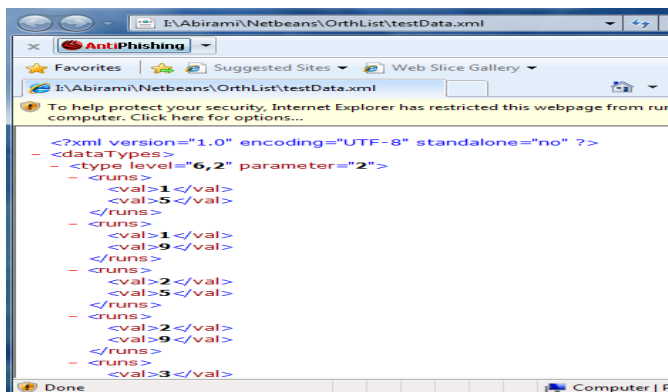 I:\Abirami\Netbeans\OrthList\testData.xml
AntiPhishing
Favorites Suggested Sites Web Slice Gallery
I:\Abirami\Netbeans\OrthList\testData.xml
To help protect your security, Internet Explorer has restricted this webpage from
computer. Click here for options...
<?xml version="1.0" encoding="UTF-8" standalone="no" ?>
- <dataTypes>
- <type level="6,2" parameter="2">
- <runs>
<val>1</val>
<val>5</val>
</runs>
- <runs>
<val>1</val>
<val>9</val>
</runs>
- <runs>
<val>2</val>
<val>5</val>
</runs>
- <runs>
<val>2</val>
<val>9</val>
</runs>
- <runs>
<val>3</val>
Done Computer |